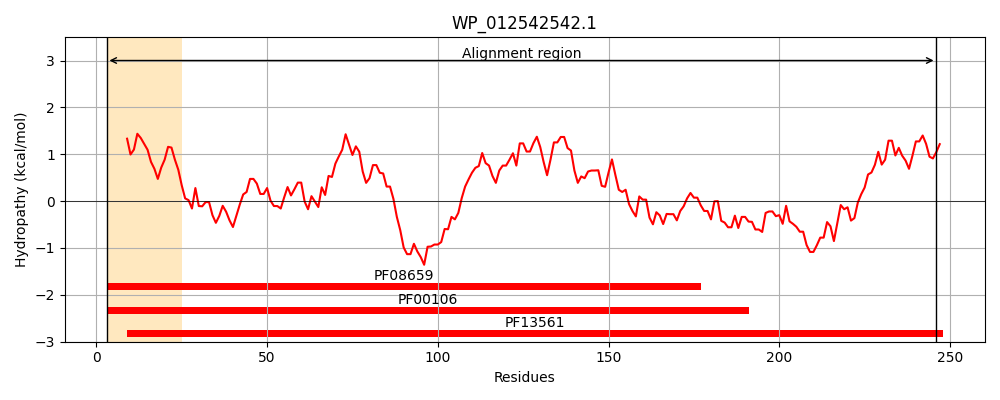 WP_012542542.1
Alignment region
Hydropathy (kcal/mol)
3
2
1
0
−1
−2
−3
PF08659
PF00106
PF13561
0
50
100
150
200
250
Residues